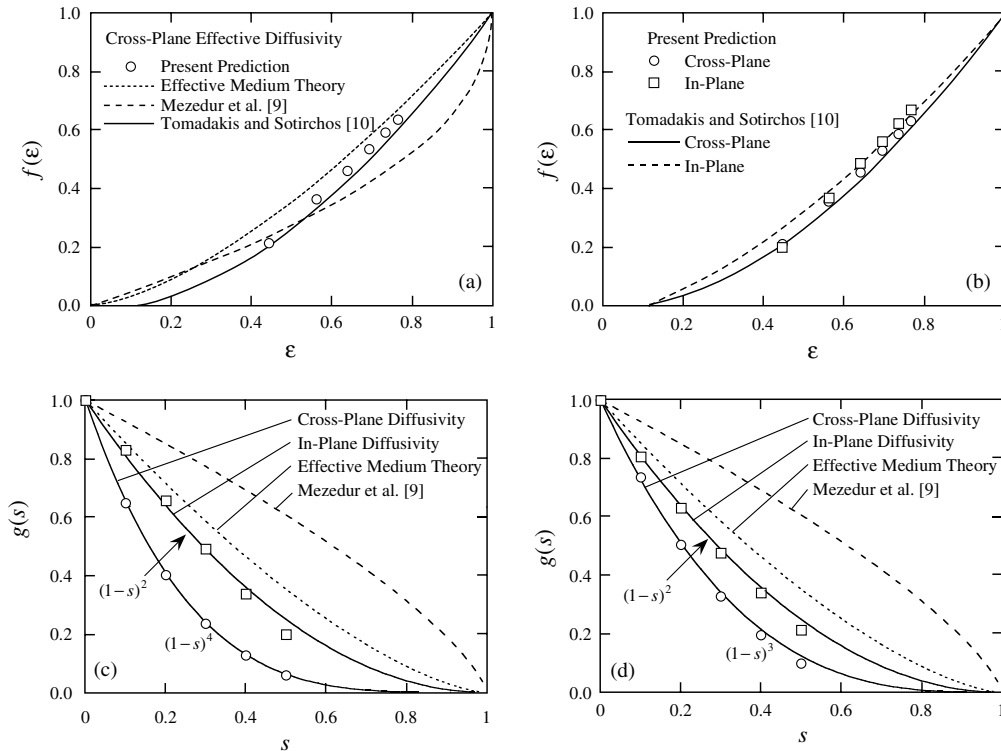 Cross-Plane Effective Diffusivity
Present Prediction
Effective Medium Theory
Mezedur et al. [9]
Tomadakis and Sotirchos [10]
1.0
0.8
0.6
0.4
0.2
0.0
f(ε)
(a)
0
0.2
0.4
0.6
0.8
1
ε
Present Prediction
Cross-Plane
In-Plane
Tomadakis and Sotirchos [10]
Cross-Plane
In-Plane
1.0
0.8
0.6
0.4
0.2
0.0
f(ε)
(b)
0
0.2
0.4
0.6
0.8
1
ε
Cross-Plane Diffusivity
In-Plane Diffusivity
Effective Medium Theory
Mezedur et al. [9]
1.0
0.8
0.6
0.4
0.2
0.0
g(s)
(1−s)²
(1−s)⁴
(c)
0
0.2
0.4
0.6
0.8
1
s
Cross-Plane Diffusivity
In-Plane Diffusivity
Effective Medium Theory
Mezedur et al. [9]
1.0
0.8
0.6
0.4
0.2
0.0
g(s)
(1−s)²
(1−s)³
(d)
0
0.2
0.4
0.6
0.8
1
s